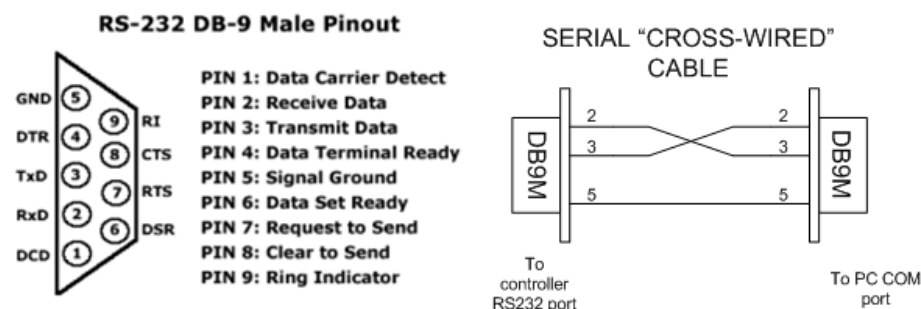 RS-232 DB-9 Male Pinout
GND 5
9 RI
DTR 4
8 CTS
TxD 3
7 RTS
RxD 2
6 DSR
DCD 1
PIN 1: Data Carrier Detect
PIN 2: Receive Data
PIN 3: Transmit Data
PIN 4: Data Terminal Ready
PIN 5: Signal Ground
PIN 6: Data Set Ready
PIN 7: Request to Send
PIN 8: Clear to Send
PIN 9: Ring Indicator
SERIAL “CROSS-WIRED”
CABLE
DB9M
2 2
3 3
5 5
DB9M
To
controller
RS232 port
To PC COM
port